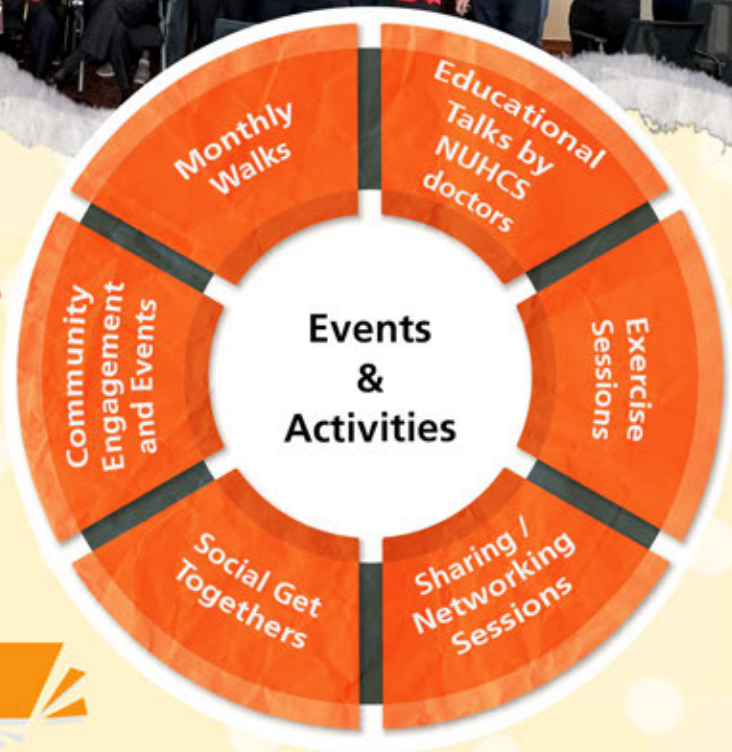 Events
&
Activities
Educational
Talks by
NUHCS
doctors
Exercise
Sessions
Sharing /
Networking
Sessions
Social Get
Togethers
Community
Engagement
and Events
Monthly
Walks